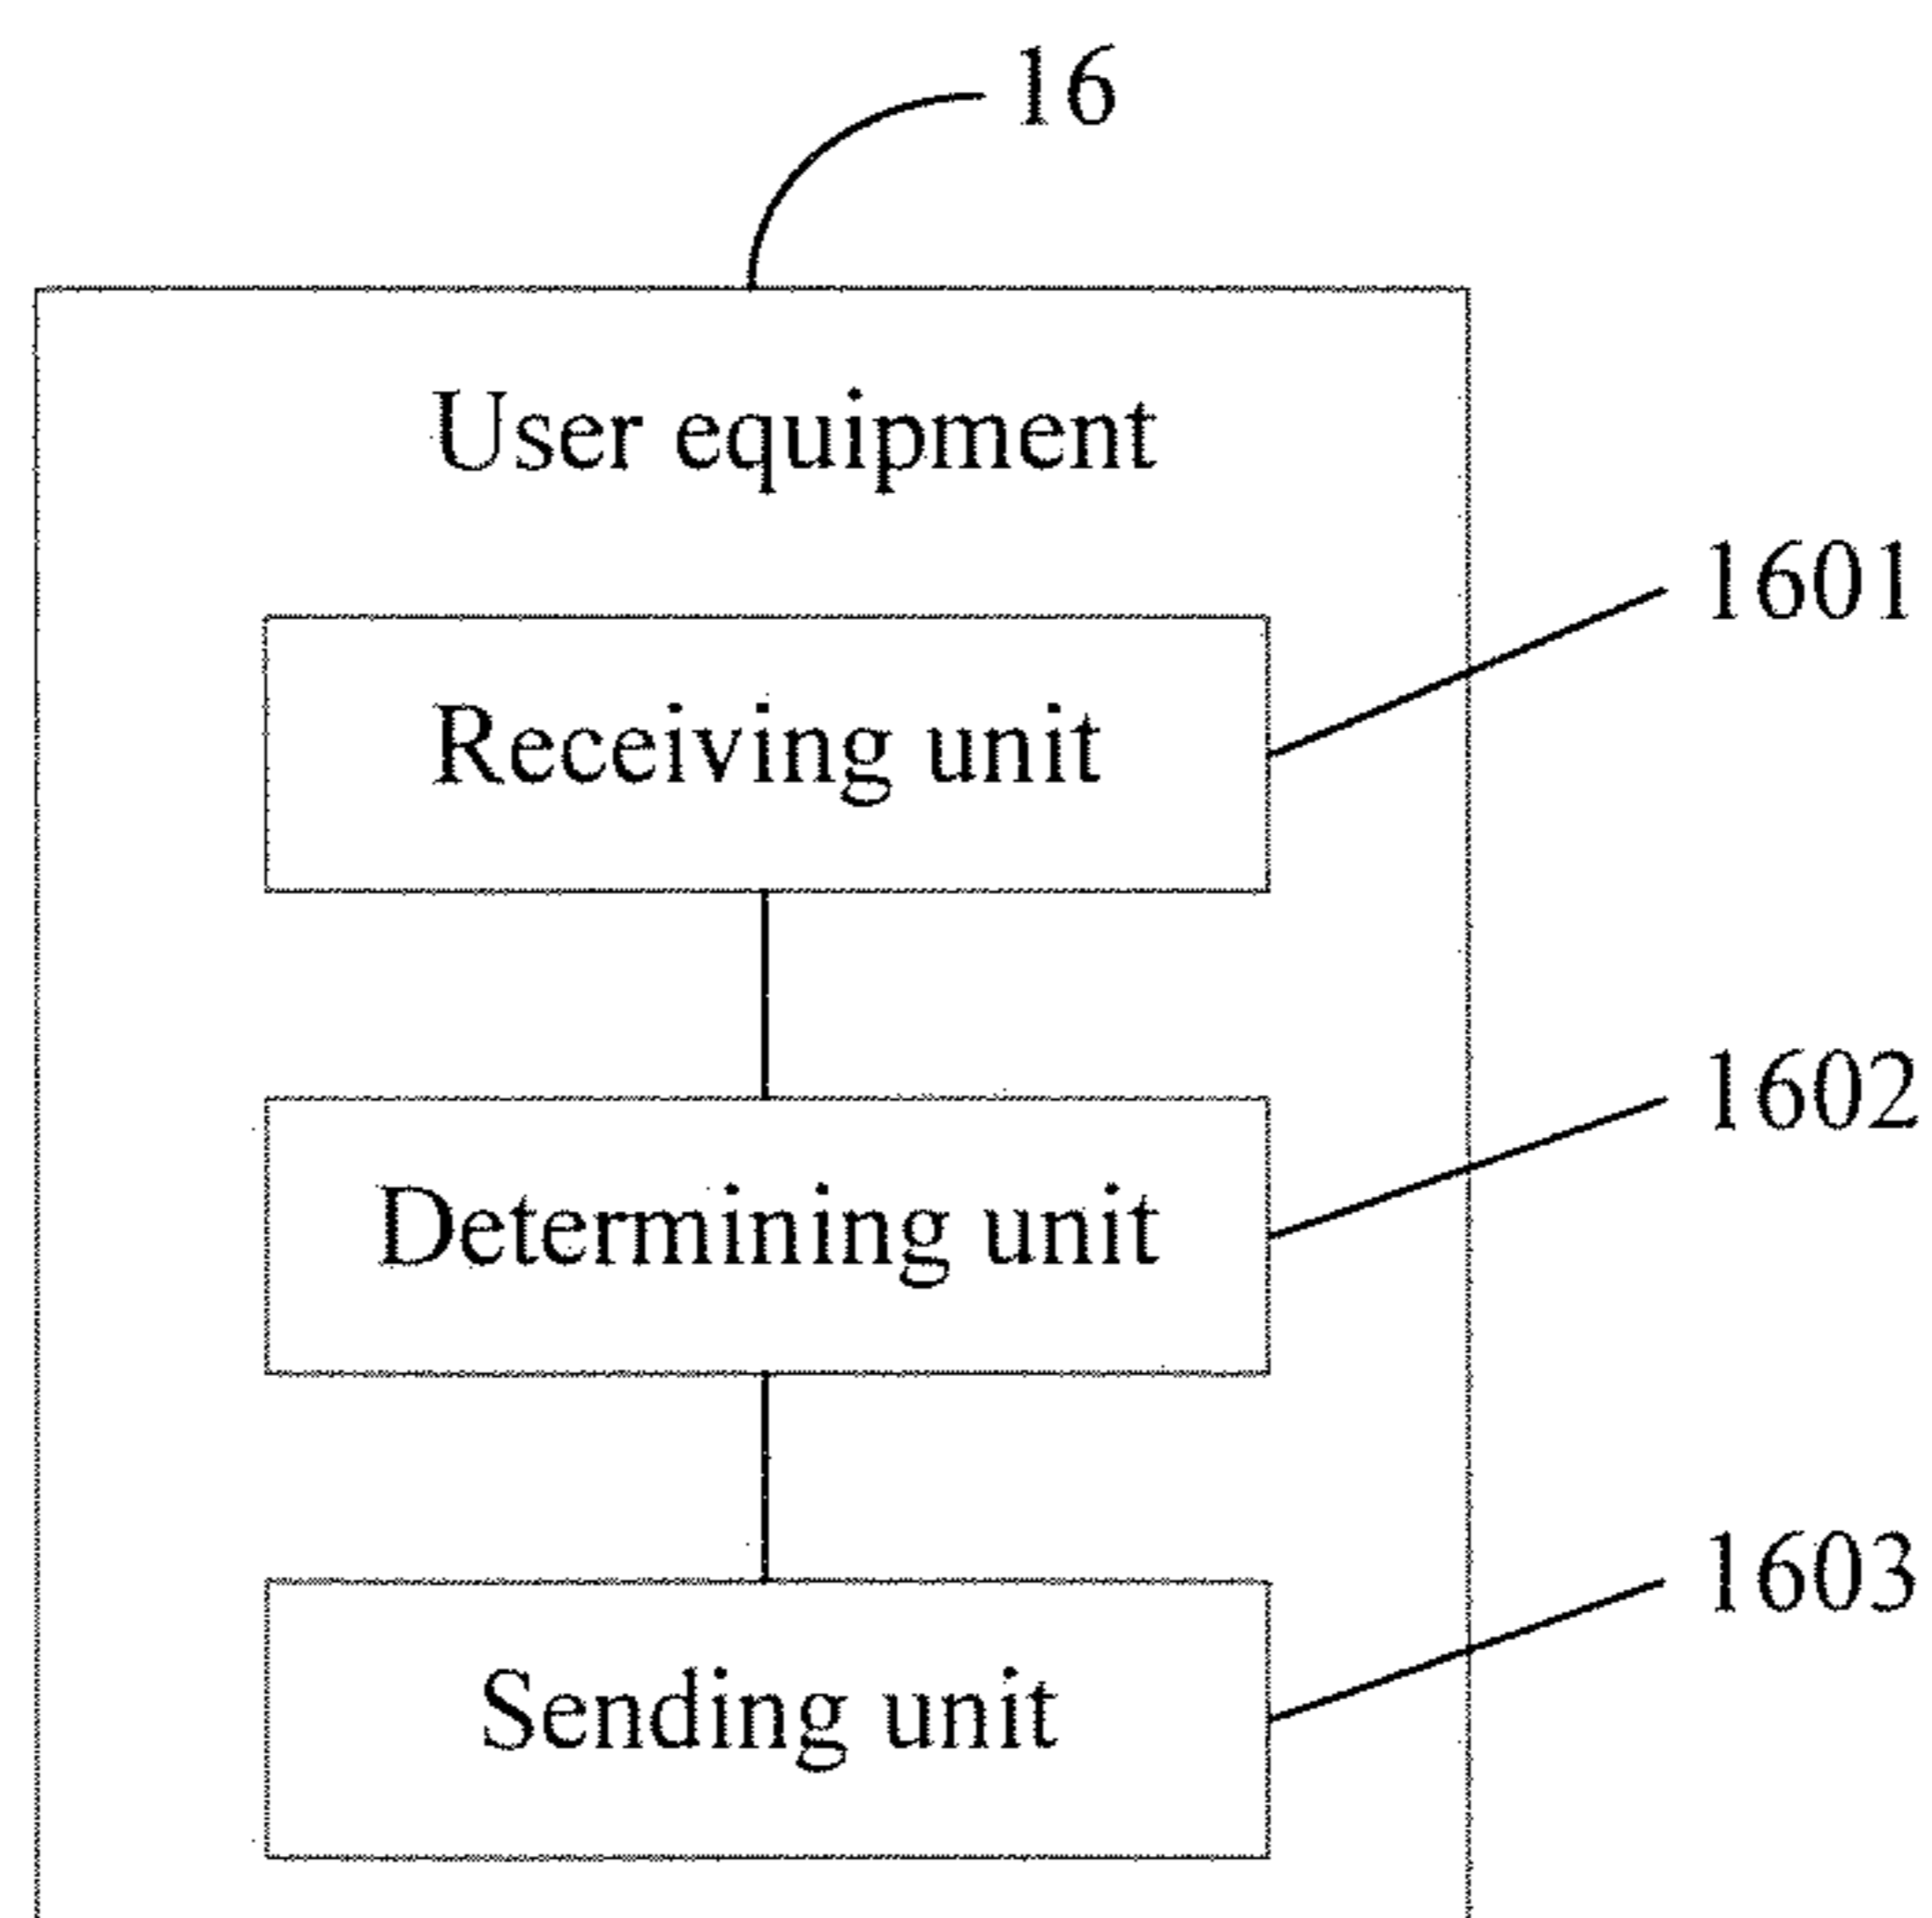 16
User equipment
1601
Receiving unit
1602
Determining unit
1603
Sending unit